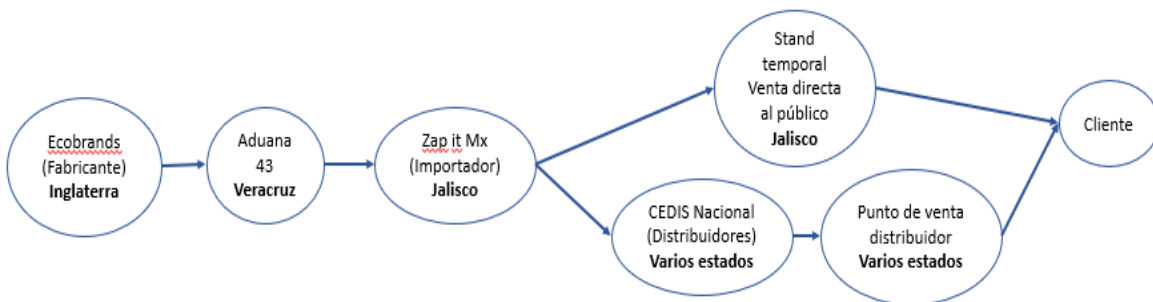 Ecobrands
(Fabricante)
Inglaterra
Aduana
43
Veracruz
Zap it Mx
(Importador)
Jalisco
Stand
temporal
Venta directa
al público
Jalisco
CEDIS Nacional
(Distribuidores)
Varios estados
Punto de venta
distribuidor
Varios estados
Cliente